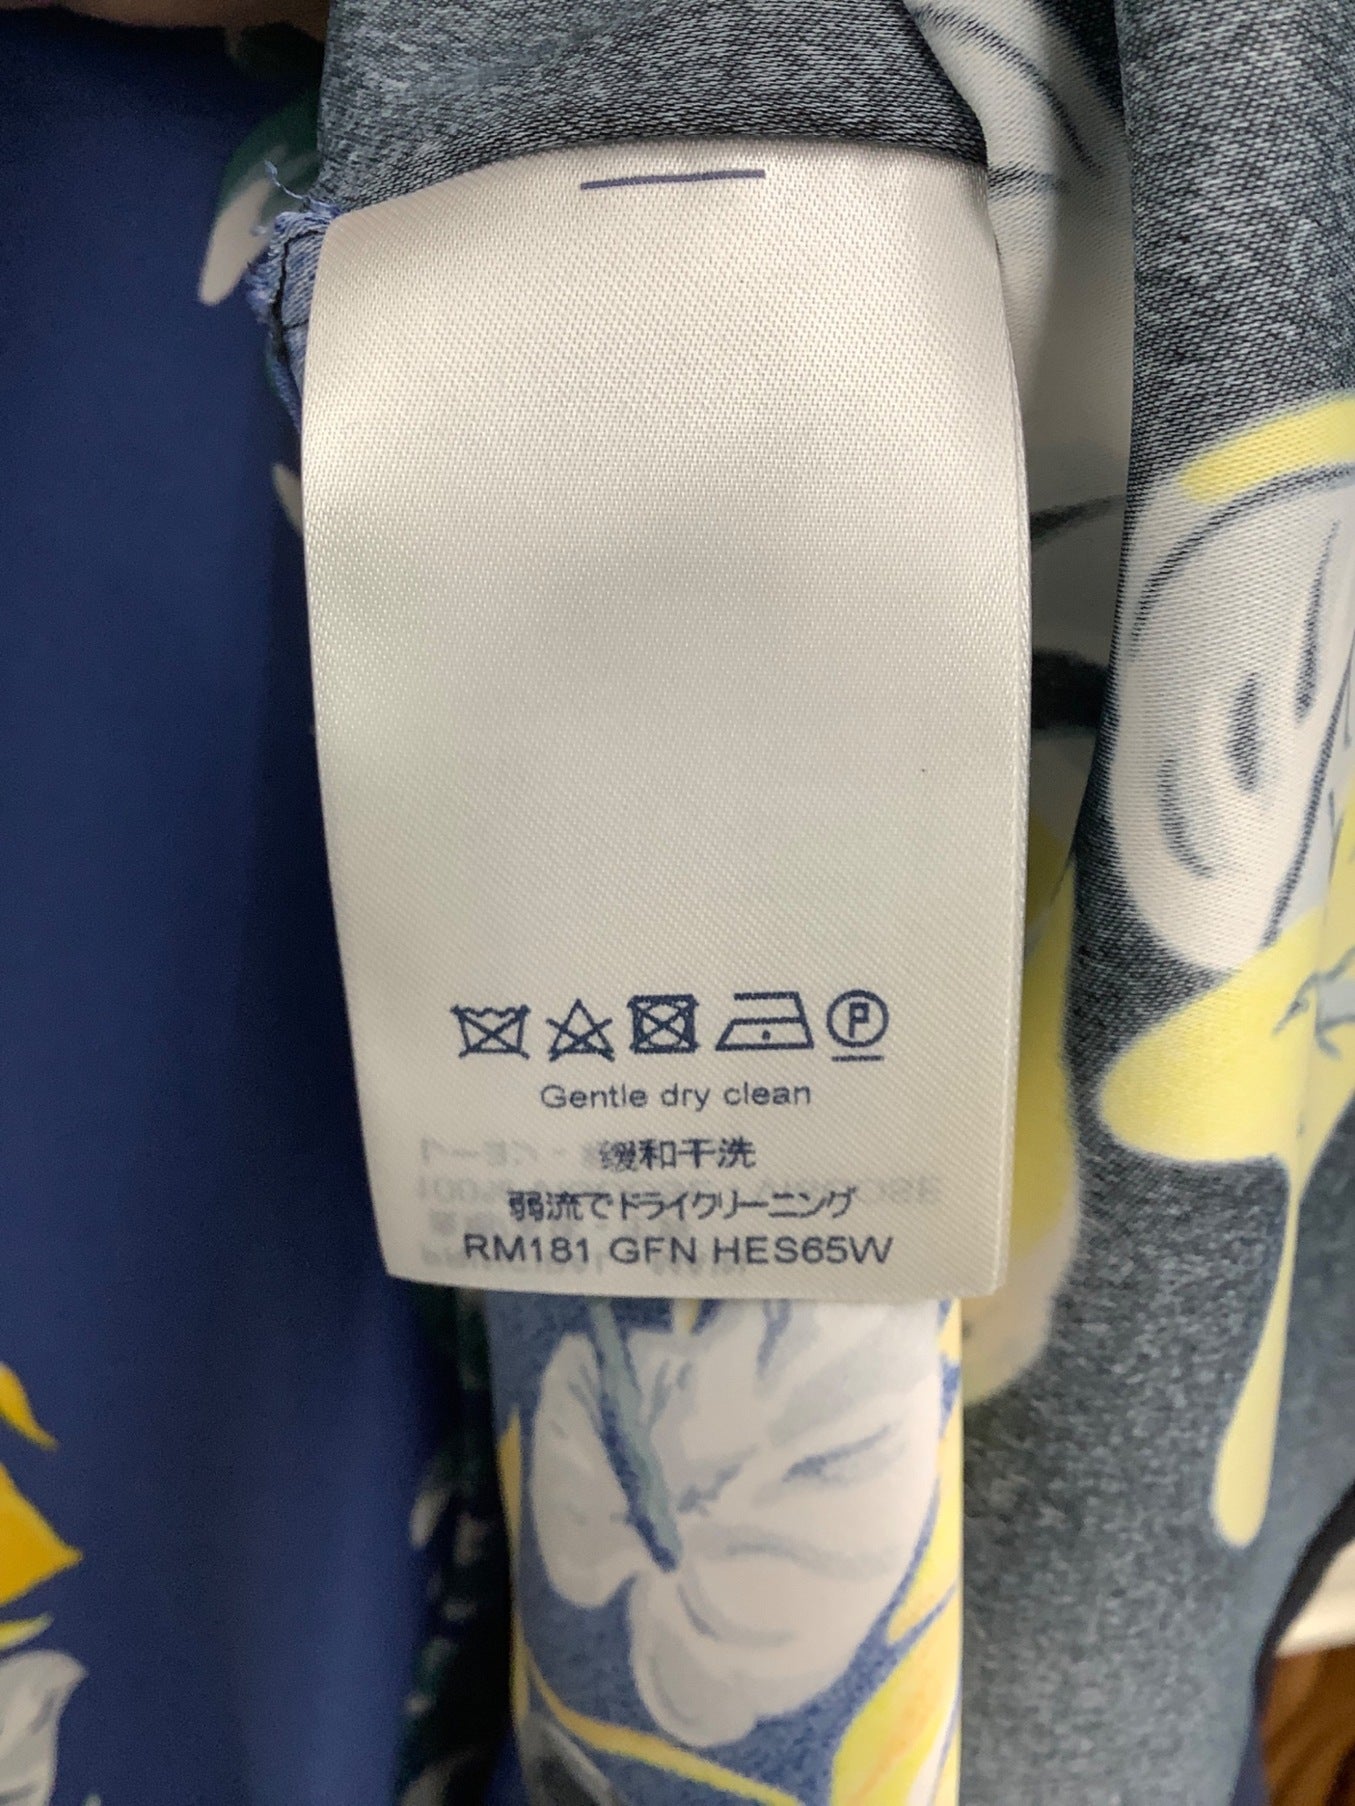 Gentle dry clean
缓和干洗
弱流でドライクリーニング
RM181 GFN HES65W